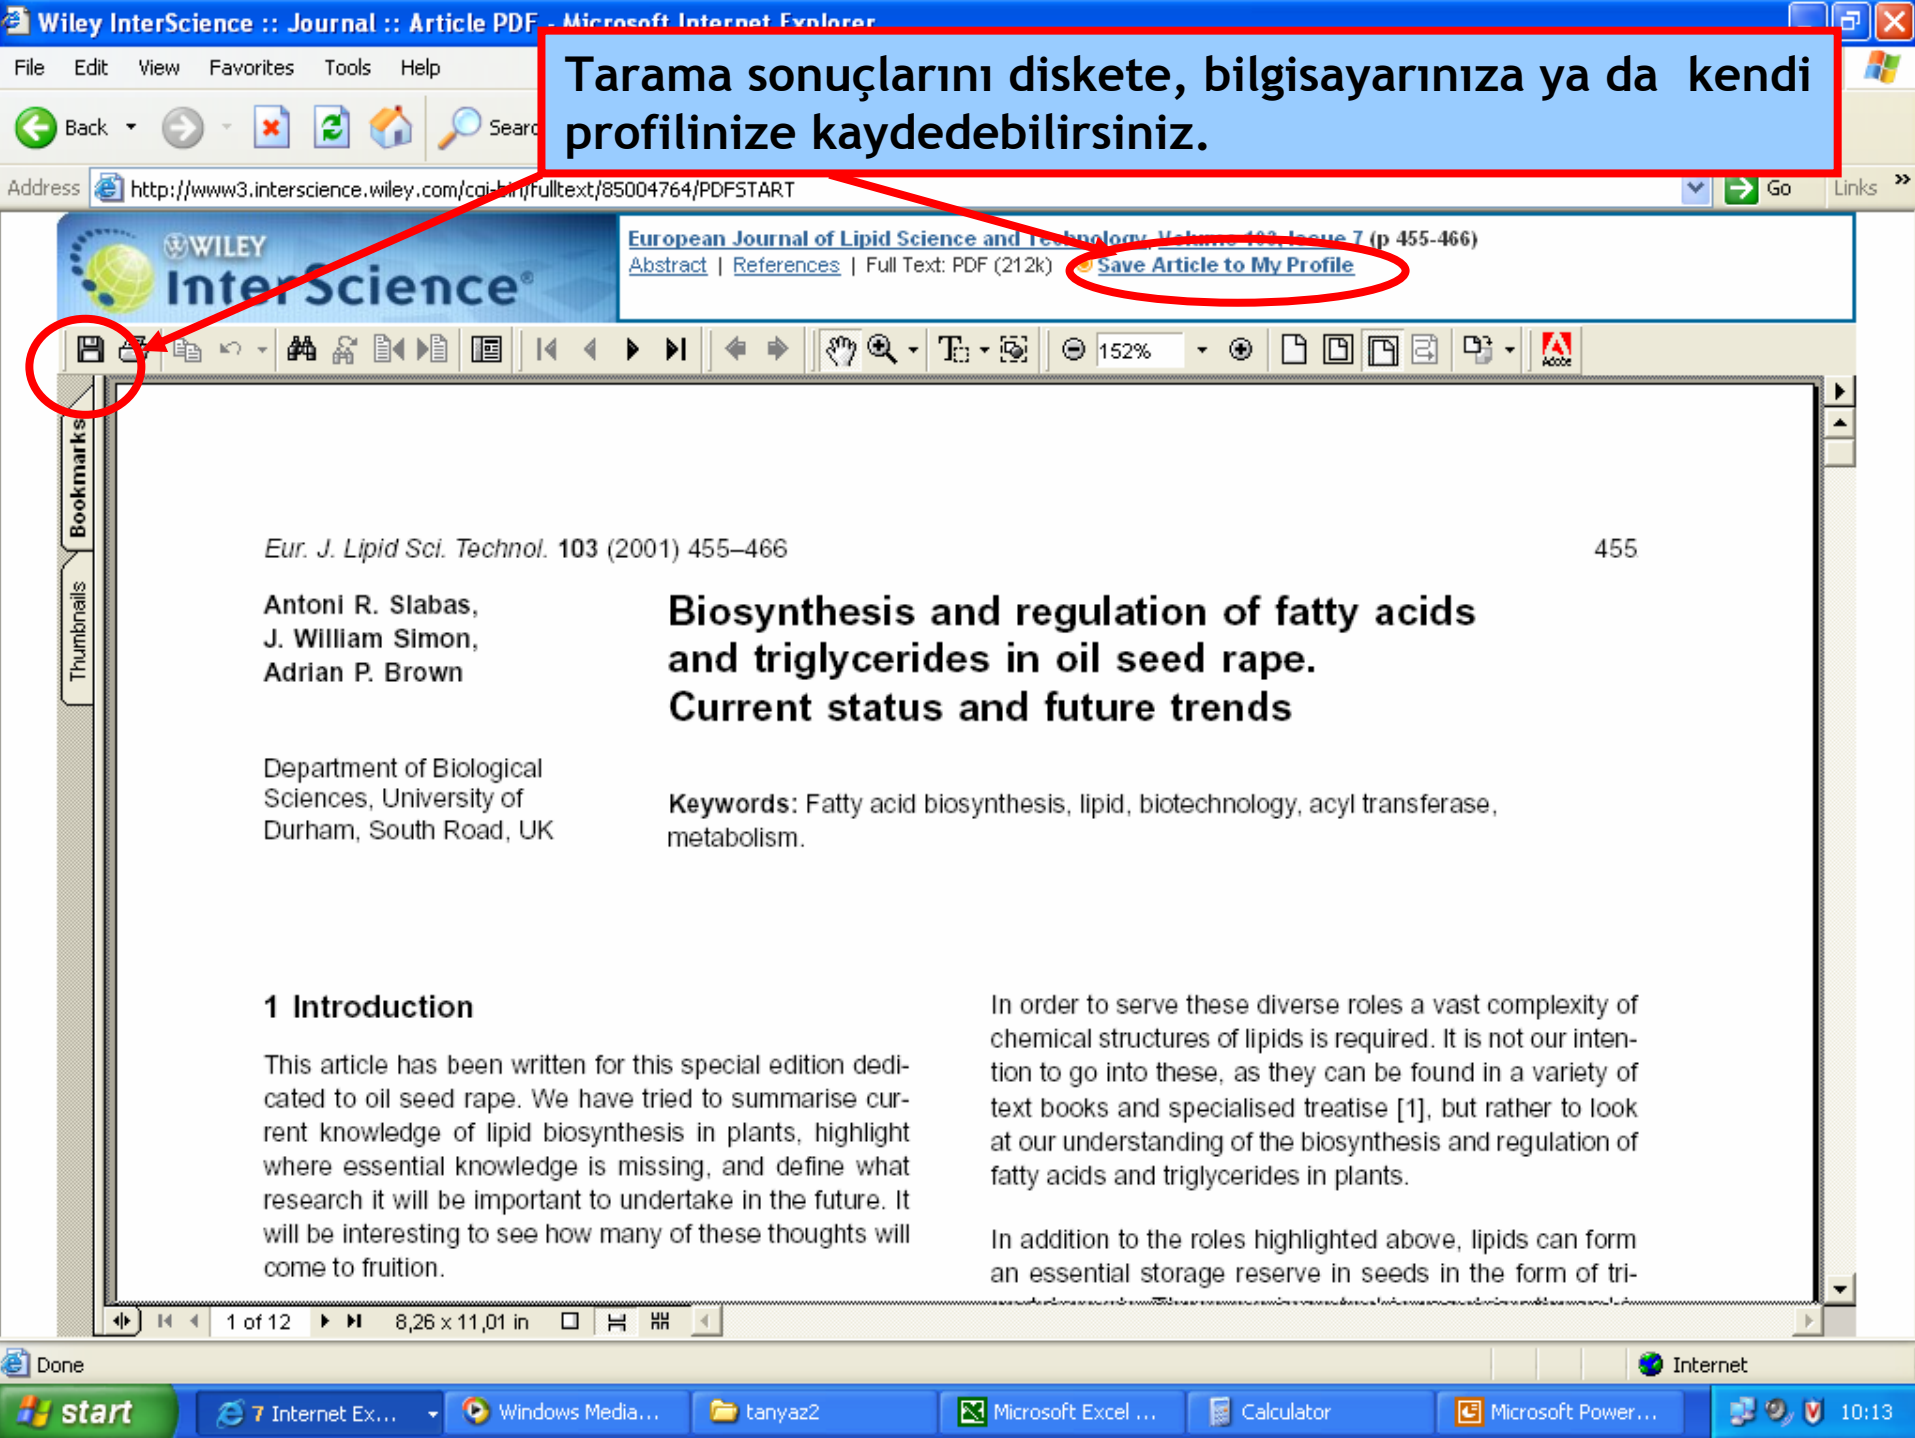 Wiley InterScience :: Journal :: Article PDF - Microsoft Internet Explorer
File Edit View Favorites Tools Help
Tarama sonuçlarını diskete, bilgisayarınıza ya da kendi
profilinize kaydedebilirsiniz.
Back Searc
Address http://www3.interscience.wiley.com/cgi-bin/fulltext/85004764/PDFSTART Go Links »
WILEY
InterScience®
European Journal of Lipid Science and Technology, Volume 103, Issue 7 (p 455-466)
Abstract | References | Full Text: PDF (212k) Save Article to My Profile
152%
Adobe
Bookmarks
Thumbnails
Eur. J. Lipid Sci. Technol. 103 (2001) 455–466 455
Antoni R. Slabas,
J. William Simon,
Adrian P. Brown
Biosynthesis and regulation of fatty acids
and triglycerides in oil seed rape.
Current status and future trends
Department of Biological
Sciences, University of
Durham, South Road, UK
Keywords: Fatty acid biosynthesis, lipid, biotechnology, acyl transferase,
metabolism.
1 Introduction
This article has been written for this special edition dedi-
cated to oil seed rape. We have tried to summarise cur-
rent knowledge of lipid biosynthesis in plants, highlight
where essential knowledge is missing, and define what
research it will be important to undertake in the future. It
will be interesting to see how many of these thoughts will
come to fruition.
In order to serve these diverse roles a vast complexity of
chemical structures of lipids is required. It is not our inten-
tion to go into these, as they can be found in a variety of
text books and specialised treatise [1], but rather to look
at our understanding of the biosynthesis and regulation of
fatty acids and triglycerides in plants.
In addition to the roles highlighted above, lipids can form
an essential storage reserve in seeds in the form of tri-
1 of 12 8,26 x 11,01 in
Done Internet
start 7 Internet Ex... Windows Media... tanyaz2 Microsoft Excel ... Calculator Microsoft Power... 10:13